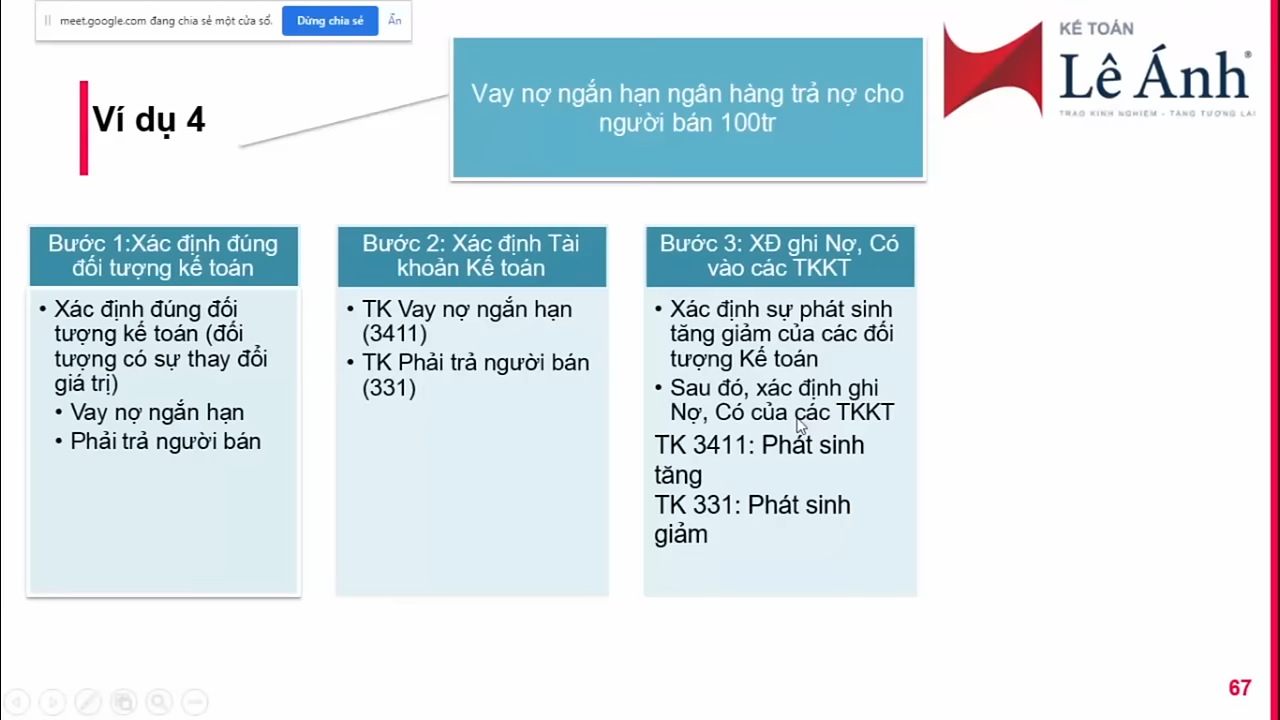 meet.google.com đang chia sẻ một cửa sổ.
Dừng chia sẻ
Ẩn
KẾ TOÁN
Lê Ánh®
TRAO KINH NGHIỆM - TẶNG TƯƠNG LAI
Vay nợ ngắn hạn ngân hàng trả nợ cho
người bán 100tr
Ví dụ 4
Bước 1:Xác định đúng
đối tượng kế toán
• Xác định đúng đối
tượng kế toán (đối
tượng có sự thay đổi
giá trị)
• Vay nợ ngắn hạn
• Phải trả người bán
Bước 2: Xác định Tài
khoản Kế toán
• TK Vay nợ ngắn hạn
(3411)
• TK Phải trả người bán
(331)
Bước 3: XĐ ghi Nợ, Có
vào các TKKT
• Xác định sự phát sinh
tăng giảm của các đối
tượng Kế toán
• Sau đó, xác định ghi
Nợ, Có của các TKKT
TK 3411: Phát sinh
tăng
TK 331: Phát sinh
giảm
67